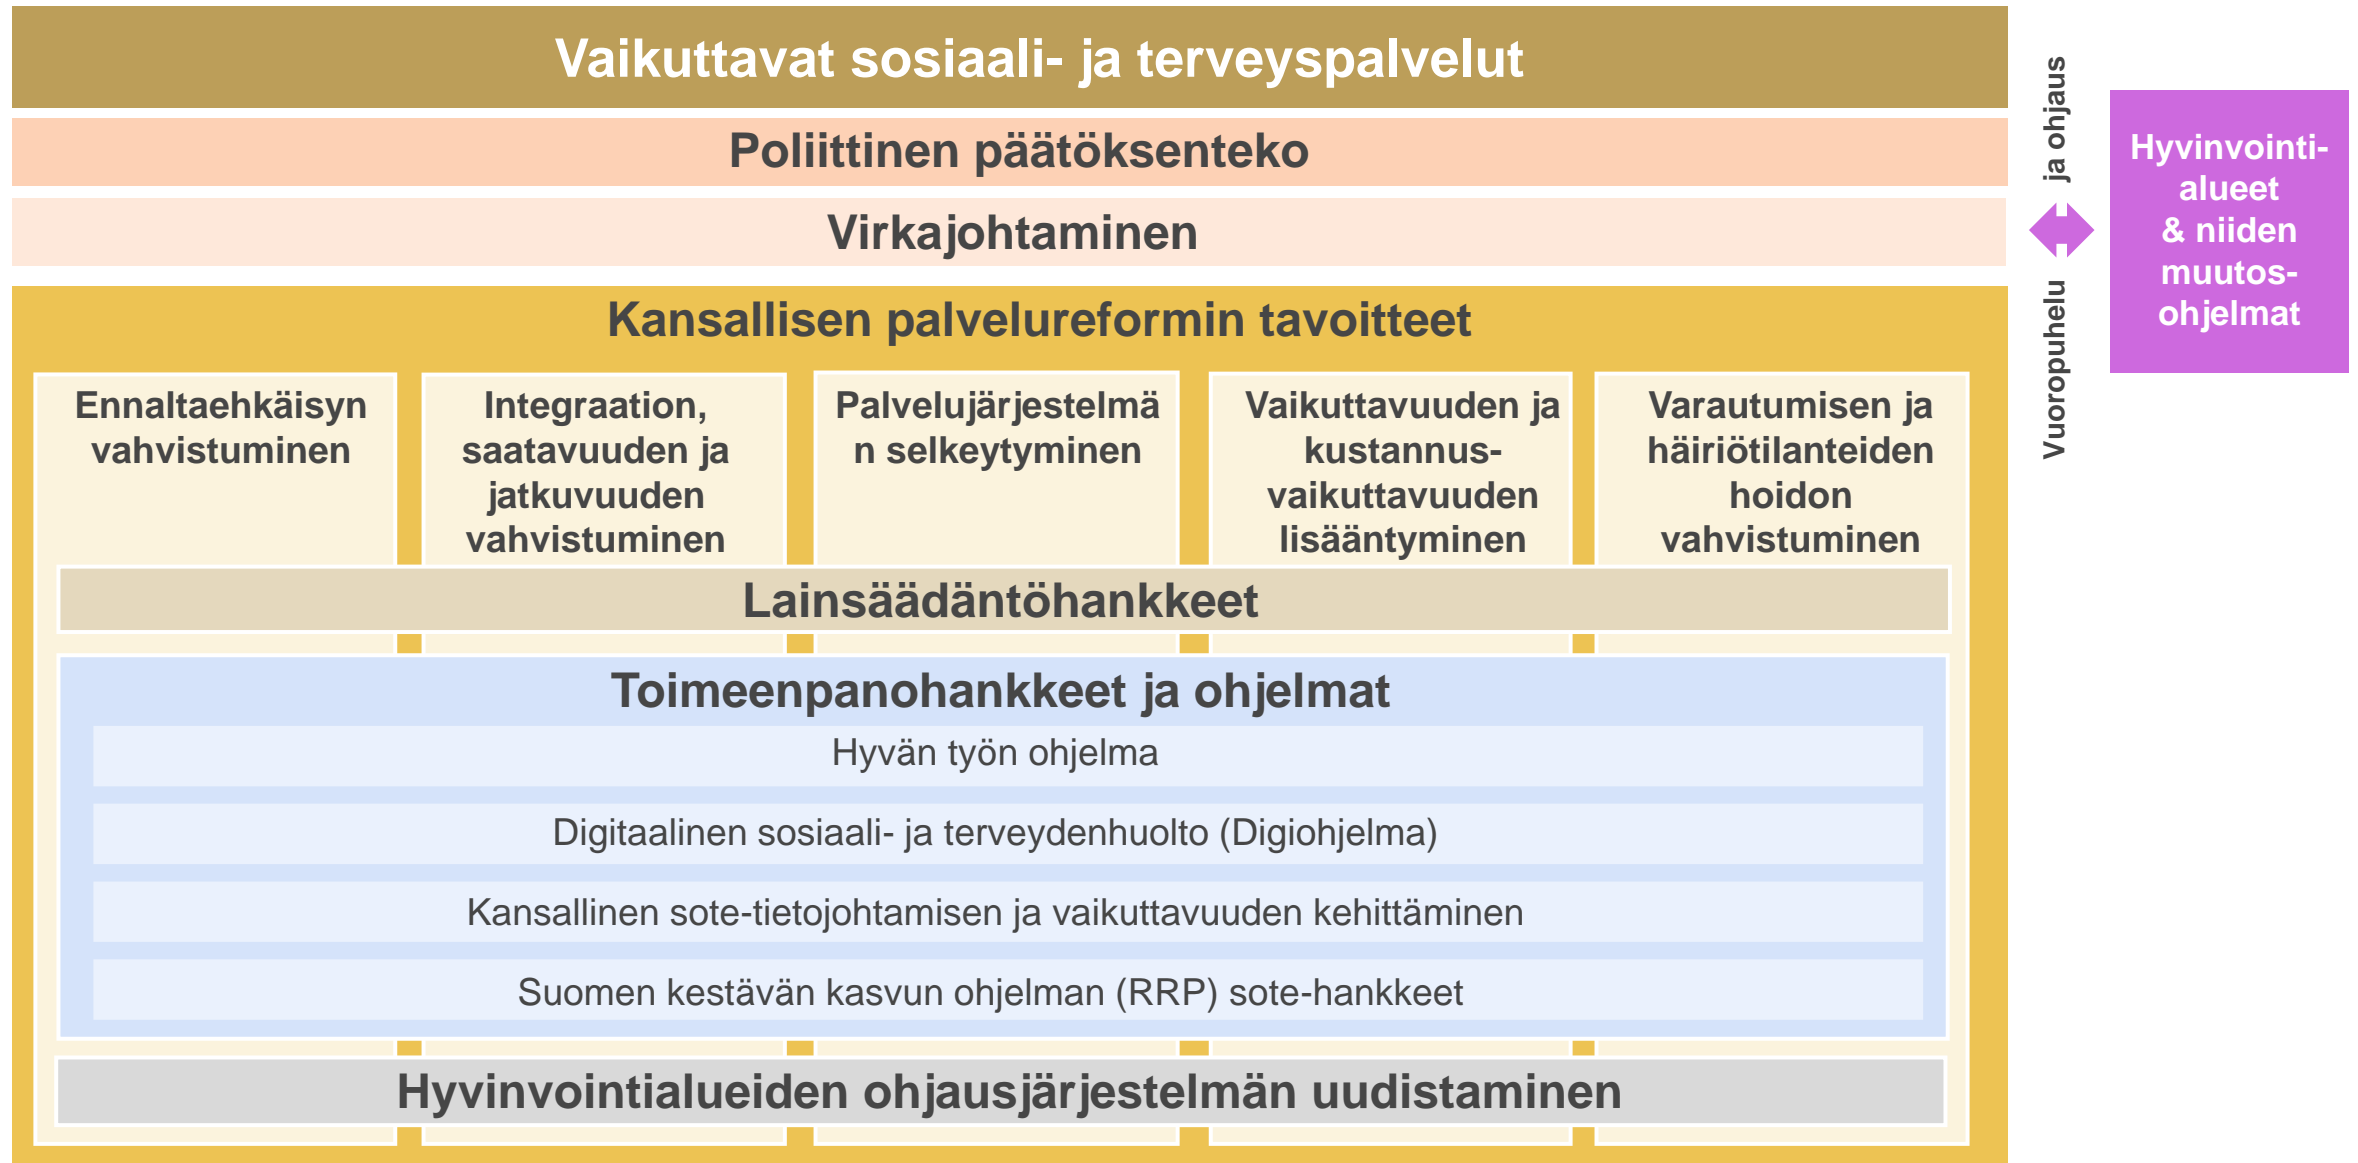 Vaikuttavat sosiaali- ja terveyspalvelut
Poliittinen päätöksenteko
Virkajohtaminen
Kansallisen palvelureformin tavoitteet
Ennaltaehkäisyn
vahvistuminen
Integraation,
saatavuuden ja
jatkuvuuden
vahvistuminen
Palvelujärjestelmä
n selkeytyminen
Vaikuttavuuden ja
kustannus-
vaikuttavuuden
lisääntyminen
Varautumisen ja
häiriötilanteiden
hoidon
vahvistuminen
Lainsäädäntöhankkeet
Toimeenpanohankkeet ja ohjelmat
Hyvän työn ohjelma
Digitaalinen sosiaali- ja terveydenhuolto (Digiohjelma)
Kansallinen sote-tietojohtamisen ja vaikuttavuuden kehittäminen
Suomen kestävän kasvun ohjelman (RRP) sote-hankkeet
Hyvinvointialueiden ohjausjärjestelmän uudistaminen
Vuoropuhelu ja ohjaus
Hyvinvointi-
alueet
& niiden
muutos-
ohjelmat